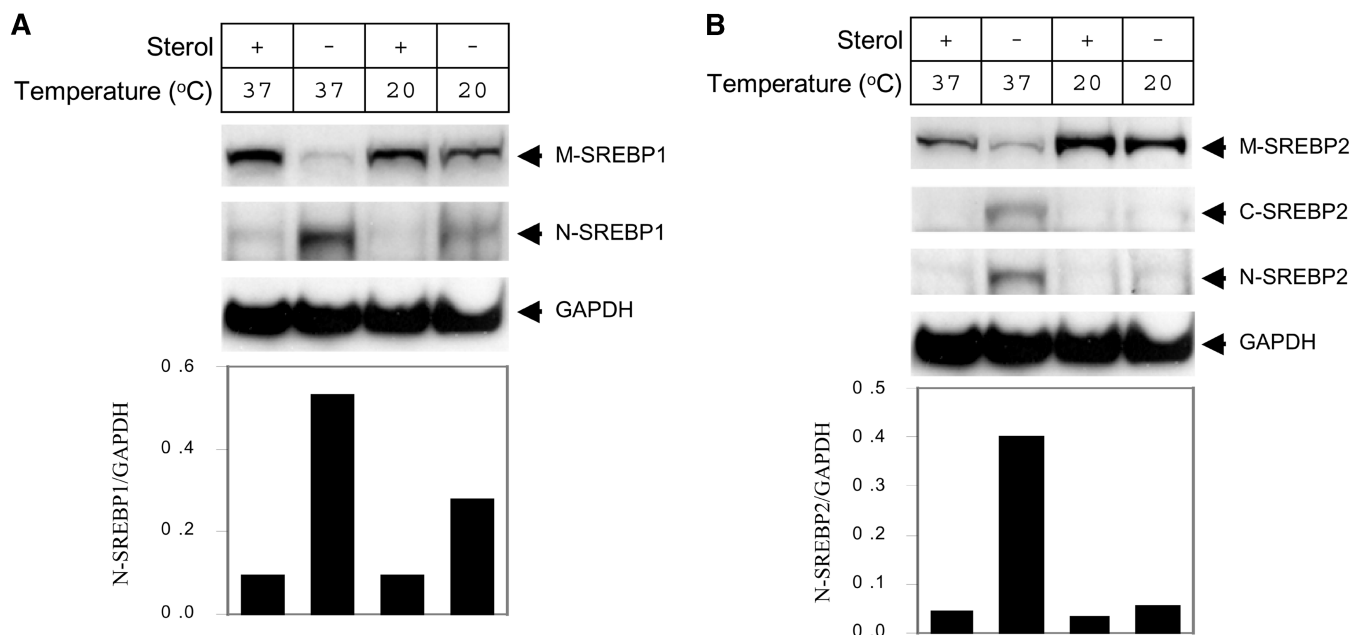 A
Sterol + – + –
Temperature (oC) 37 37 20 20
M-SREBP1
N-SREBP1
GAPDH
0.6
0.4
0.2
0.0
N-SREBP1/GAPDH
B
Sterol + – + –
Temperature (oC) 37 37 20 20
M-SREBP2
C-SREBP2
N-SREBP2
GAPDH
0.5
0.4
0.3
0.2
0.1
0.0
N-SREBP2/GAPDH